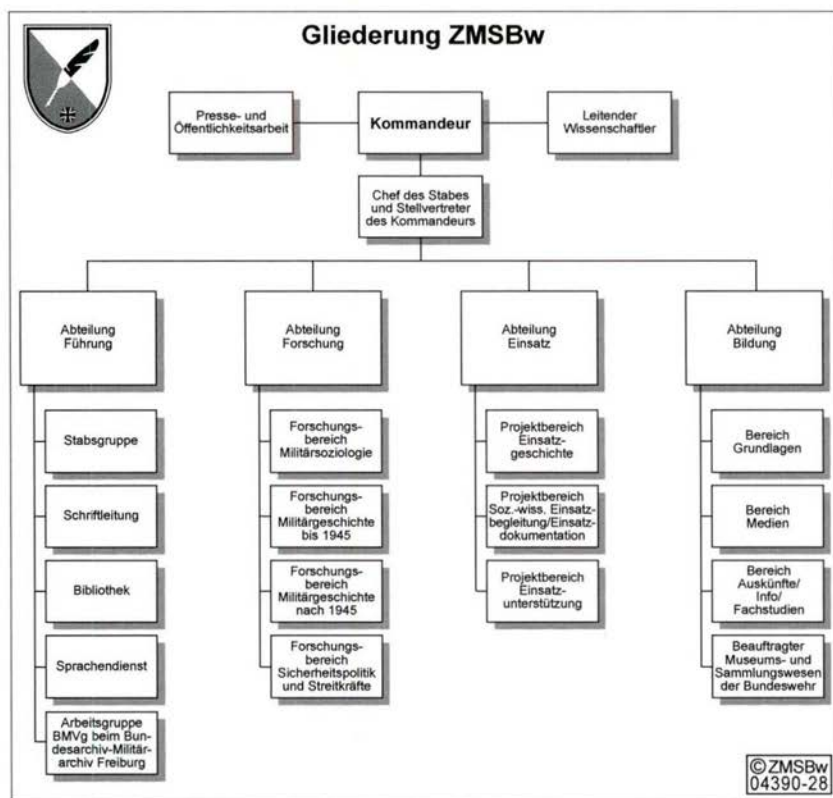 Gliederung ZMSBw
Presse- und
Öffentlichkeitsarbeit
Kommandeur
Leitender
Wissenschaftler
Chef des Stabes
und Stellvertreter
des Kommandeurs
Abteilung
Führung
Abteilung
Forschung
Abteilung
Einsatz
Abteilung
Bildung
Stabsgruppe
Schriftleitung
Bibliothek
Sprachendienst
Arbeitsgruppe
BMVg beim Bun-
desarchiv-Militär-
archiv Freiburg
Forschungs-
bereich
Militärsoziologie
Forschungs-
bereich
Militärgeschichte
bis 1945
Forschungs-
bereich
Militärgeschichte
nach 1945
Forschungs-
bereich
Sicherheitspolitik
und Streitkräfte
Projektbereich
Einsatz-
geschichte
Projektbereich
Soz.-wiss. Einsatz-
begleitung/Einsatz-
dokumentation
Projektbereich
Einsatz-
unterstützung
Bereich
Grundlagen
Bereich
Medien
Bereich
Auskünfte/
Info/
Fachstudien
Beauftragter
Museums- und
Sammlungswesen
der Bundeswehr
©ZMSBw
04390-28